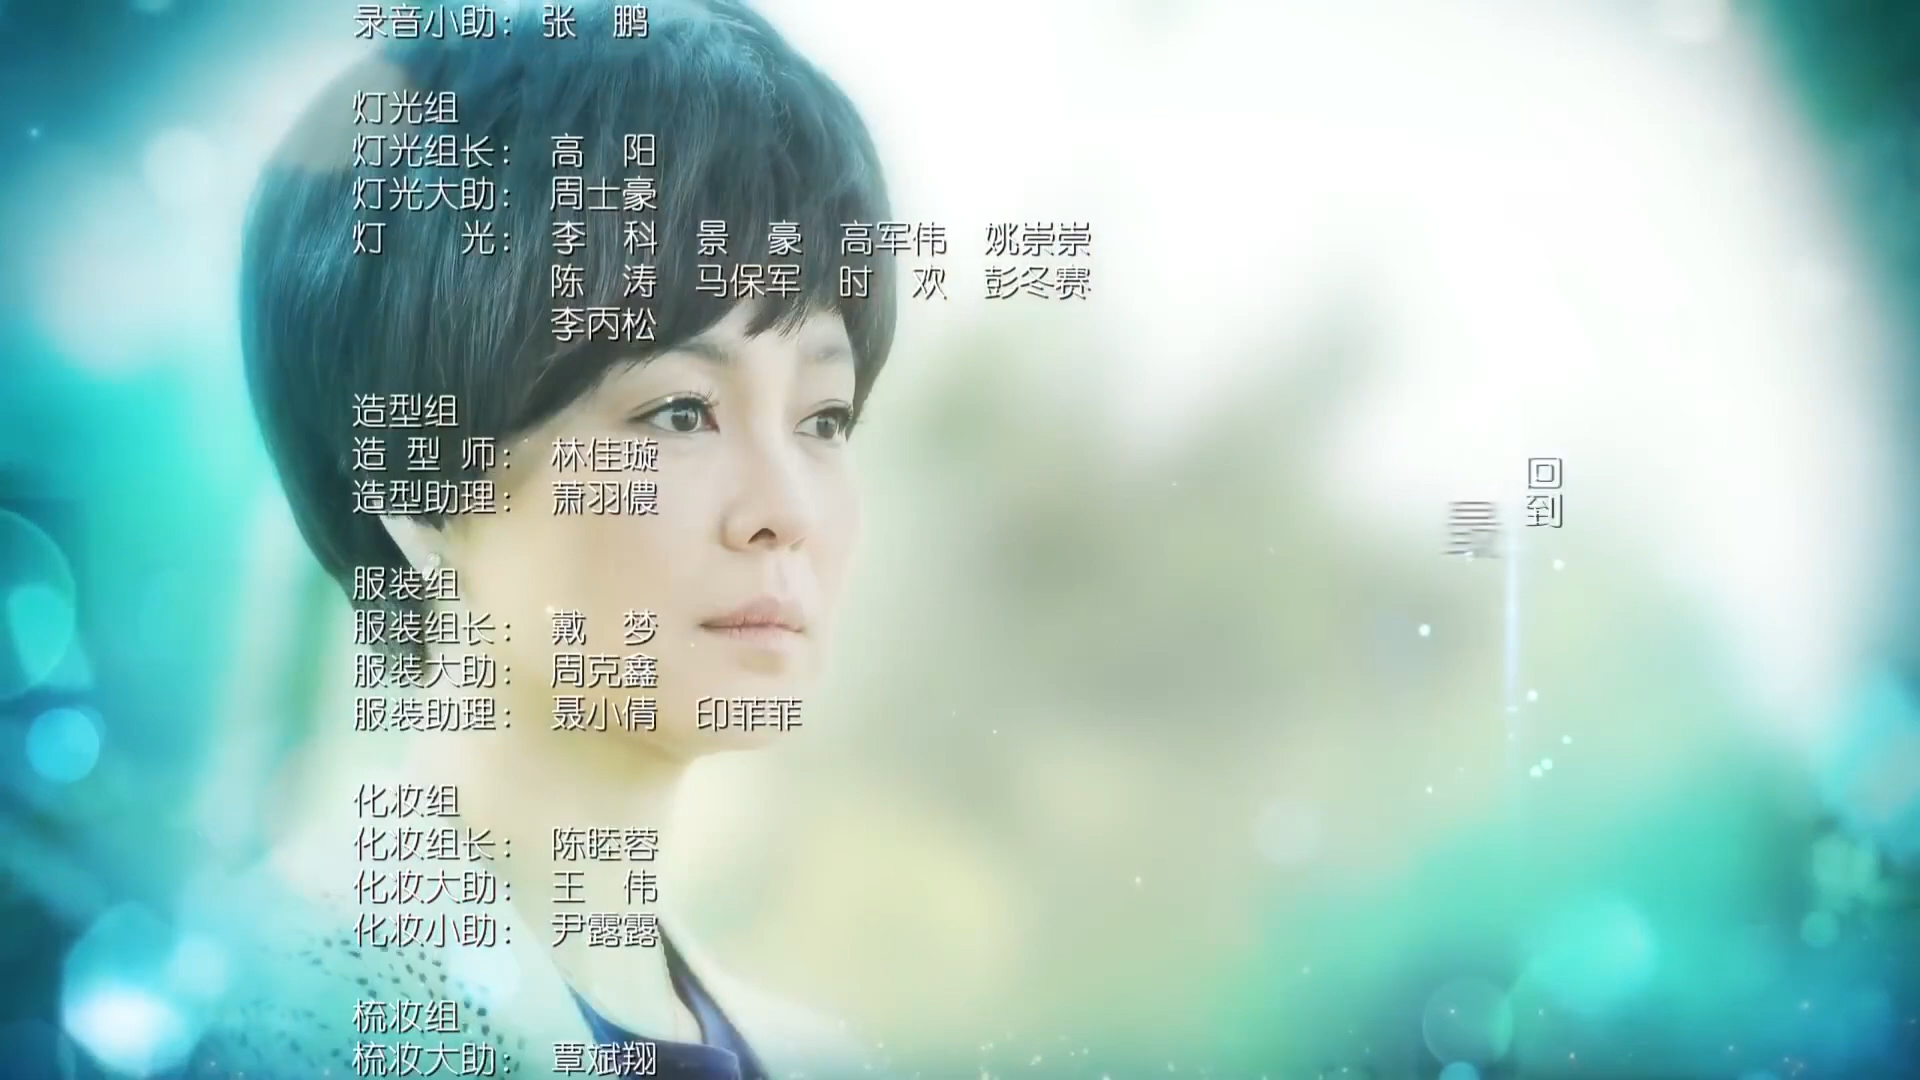 录音小助： 张 鹏
灯光组
灯光组长： 高 阳
灯光大助： 周士豪
灯 光： 李 科 景 豪 高军伟 姚崇崇
陈 涛 马保军 时 欢 彭冬赛
李丙松
造型组
造 型 师： 林佳璇
造型助理： 萧羽儂
服装组
服装组长： 戴 梦
服装大助： 周克鑫
服装助理： 聂小倩 印菲菲
化妆组
化妆组长： 陈睦蓉
化妆大助： 王 伟
化妆小助： 尹露露
梳妆组
梳妆大助： 覃斌翔
回到